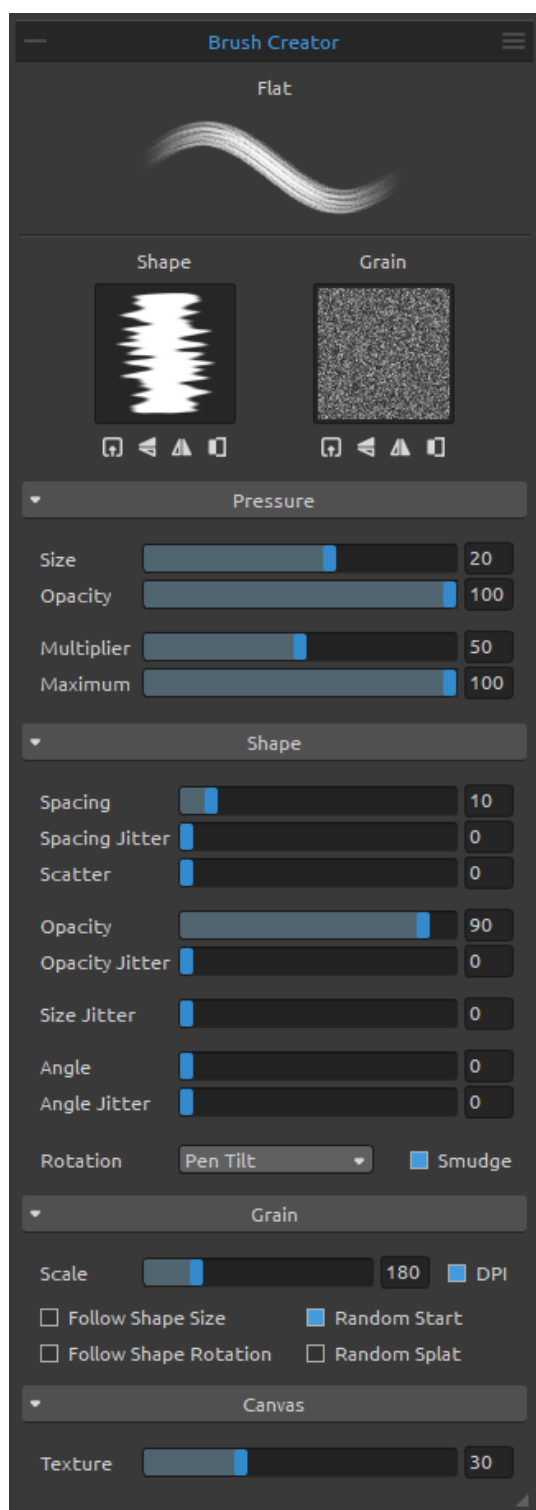 Brush Creator
Flat
Shape Grain
Pressure
Size 20
Opacity 100
Multiplier 50
Maximum 100
Shape
Spacing 10
Spacing Jitter 0
Scatter 0
Opacity 90
Opacity Jitter 0
Size Jitter 0
Angle 0
Angle Jitter 0
Rotation Pen Tilt Smudge
Grain
Scale 180 DPI
Follow Shape Size Random Start
Follow Shape Rotation Random Splat
Canvas
Texture 30